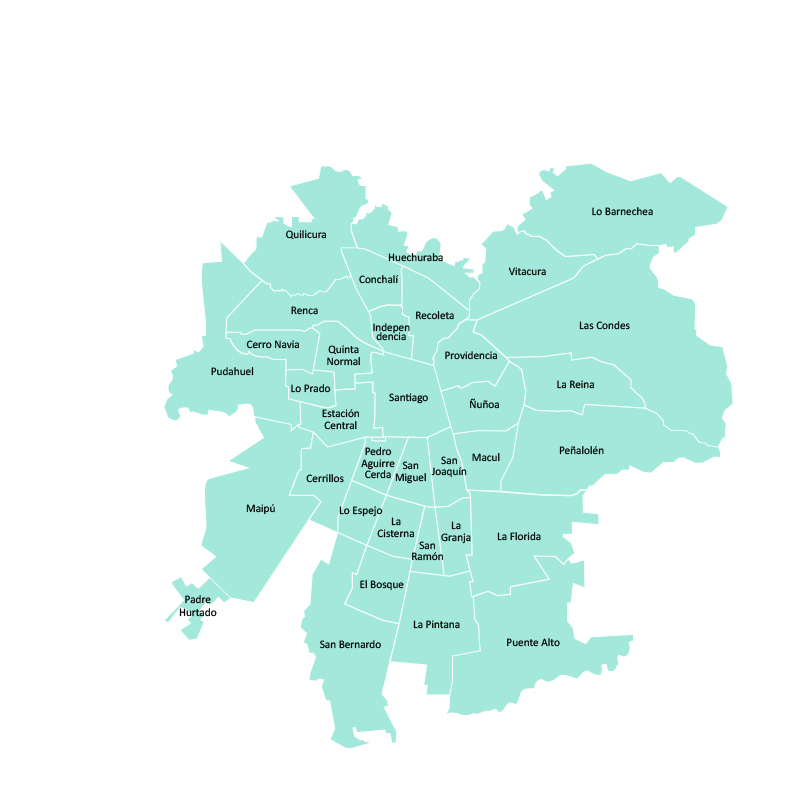 Lo Barnechea
Quilicura
Huechuraba
Vitacura
Conchalí
Renca
Recoleta
Las Condes
Indepen
dencia
Cerro Navia
Quinta
Normal
Providencia
Pudahuel
Lo Prado
La Reina
Santiago
Ñuñoa
Estación
Central
Pedro
Aguirre
Cerda
San
Miguel
San
Joaquín
Macul
Peñalolén
Cerrillos
Maipú
Lo Espejo
La
Cisterna
La
Granja
La Florida
San
Ramón
El Bosque
Padre
Hurtado
La Pintana
San Bernardo
Puente Alto